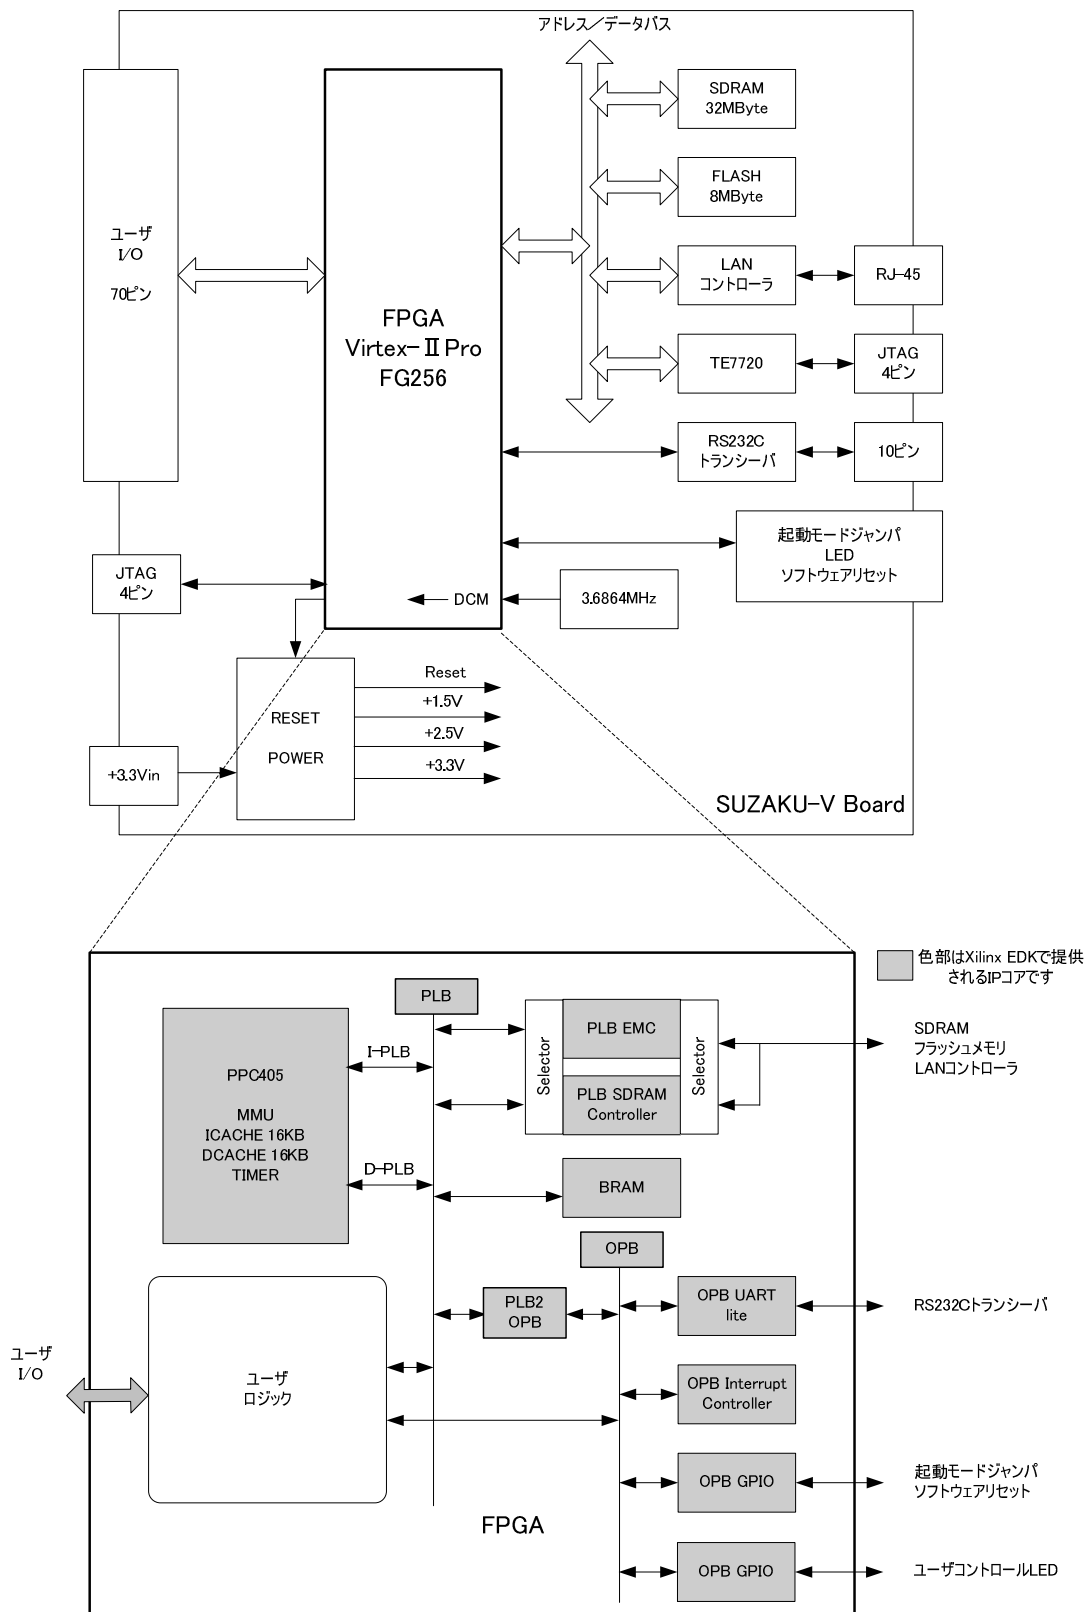 アドレス／データバス
SDRAM
32MByte
FLASH
8MByte
ユーザ
I/O
70ピン
LAN
コントローラ
RJ-45
FPGA
Virtex-ⅡPro
FG256
TE7720
JTAG
4ピン
RS232C
トランシーバ
10ピン
起動モードジャンパ
LED
ソフトウェアリセット
JTAG
4ピン
DCM
3.6864MHz
Reset
+1.5V
+2.5V
+3.3V
RESET
POWER
+3.3Vin
SUZAKU-V Board
色部はXilinx EDKで提供
されるIPコアです
PLB
PPC405
MMU
ICACHE 16KB
DCACHE 16KB
TIMER
I-PLB
D-PLB
Selector
PLB EMC
PLB SDRAM
Controller
Selector
SDRAM
フラッシュメモリ
LANコントローラ
BRAM
OPB
PLB2
OPB
OPB UART
lite
RS232Cトランシーバ
ユーザ
I/O
ユーザ
ロジック
OPB Interrupt
Controller
OPB GPIO
起動モードジャンパ
ソフトウェアリセット
FPGA
OPB GPIO
ユーザコントロールLED